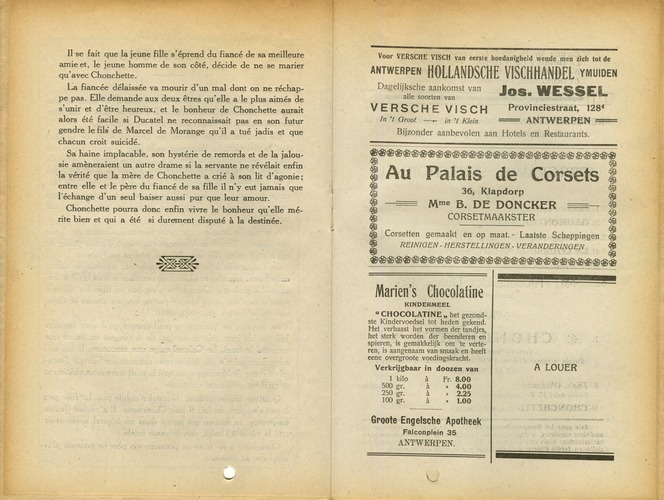 Il se fait que la jeune fille s'éprend du fiancé de sa meilleure
amie et, le jeune homme de son côté, décide de ne se marier
qu'avec Chonchette.
La fiancée délaissée va mourir d'un mal dont on ne réchap-
pe pas. Elle demande aux deux êtres qu'elle a le plus aimés de
s'unir et d'être heureux, et le bonheur de Chonchette aurait
alors été facile si Ducatel ne reconnaissait pas en son futur
gendre le fils de Marcel de Morange qu'il a tué jadis et que
chacun croit suicidé.
Sa haine implacable, son hystérie de remords et de la jalou-
sie amèneraient un autre drame si la servante ne révélait enfin
la vérité que la mère de Chonchette a crié à son lit d'agonie;
entre elle et le père du fiancé de sa fille il n'y eut jamais que
l'échange d'un seul baiser aussi pur que leur amour.
Chonchette pourra donc enfin vivre le bonheur qu'elle mé-
rite bien et qui a été si durement disputé à la destinée.
Voor VERSCHE VISCH van eerste hoedanigheid wende men zich tot de
ANTWERPEN HOLLANDSCHE VISCHHANDEL YMUIDEN
Dagelijksche aankomst van
alle soorten van
VERSCHE VISCH
In 't Groot — in 't Klein
Jos. WESSEL
Provinciestraat, 128ᵃ
ANTWERPEN
Bijzonder aanbevolen aan Hotels en Restaurants.
Au Palais de Corsets
36, Klapdorp
Mme B. DE DONCKER
CORSETMAAKSTER
Corsetten gemaakt en op maat. - Laatste Scheppingen
REINIGEN - HERSTELLINGEN - VERANDERINGEN
Marien's Chocolatine
KINDERMEEL
"CHOCOLATINE„ het gezond-
ste Kindervoedsel tot heden gekend.
Het verhaast het vormen der tandjes,
het sterk worden der beenderen en
spieren, is gemakkelijk om te verte-
ren, is aangenaam van smaak en heeft
eene overgroote voedingskracht.
Verkrijgbaar in doozen van
1 kilo à Fr. 8.00
500 gr. à » 4.00
250 gr. à » 2.25
100 gr. à » 1.00
Groote Engelsche Apotheek
Falconplein 35
ANTWERPEN.
A LOUER